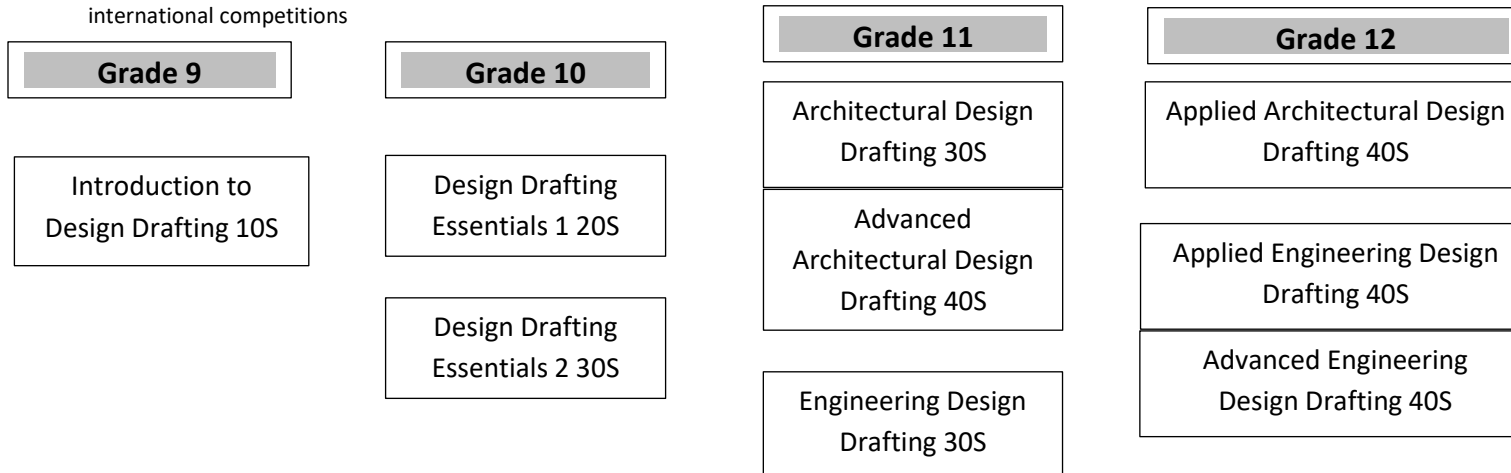 international competitions
Grade 9
Introduction to
Design Drafting 10S
Grade 10
Design Drafting
Essentials 1 20S
Design Drafting
Essentials 2 30S
Grade 11
Architectural Design
Drafting 30S
Advanced
Architectural Design
Drafting 40S
Engineering Design
Drafting 30S
Grade 12
Applied Architectural Design
Drafting 40S
Applied Engineering Design
Drafting 40S
Advanced Engineering
Design Drafting 40S